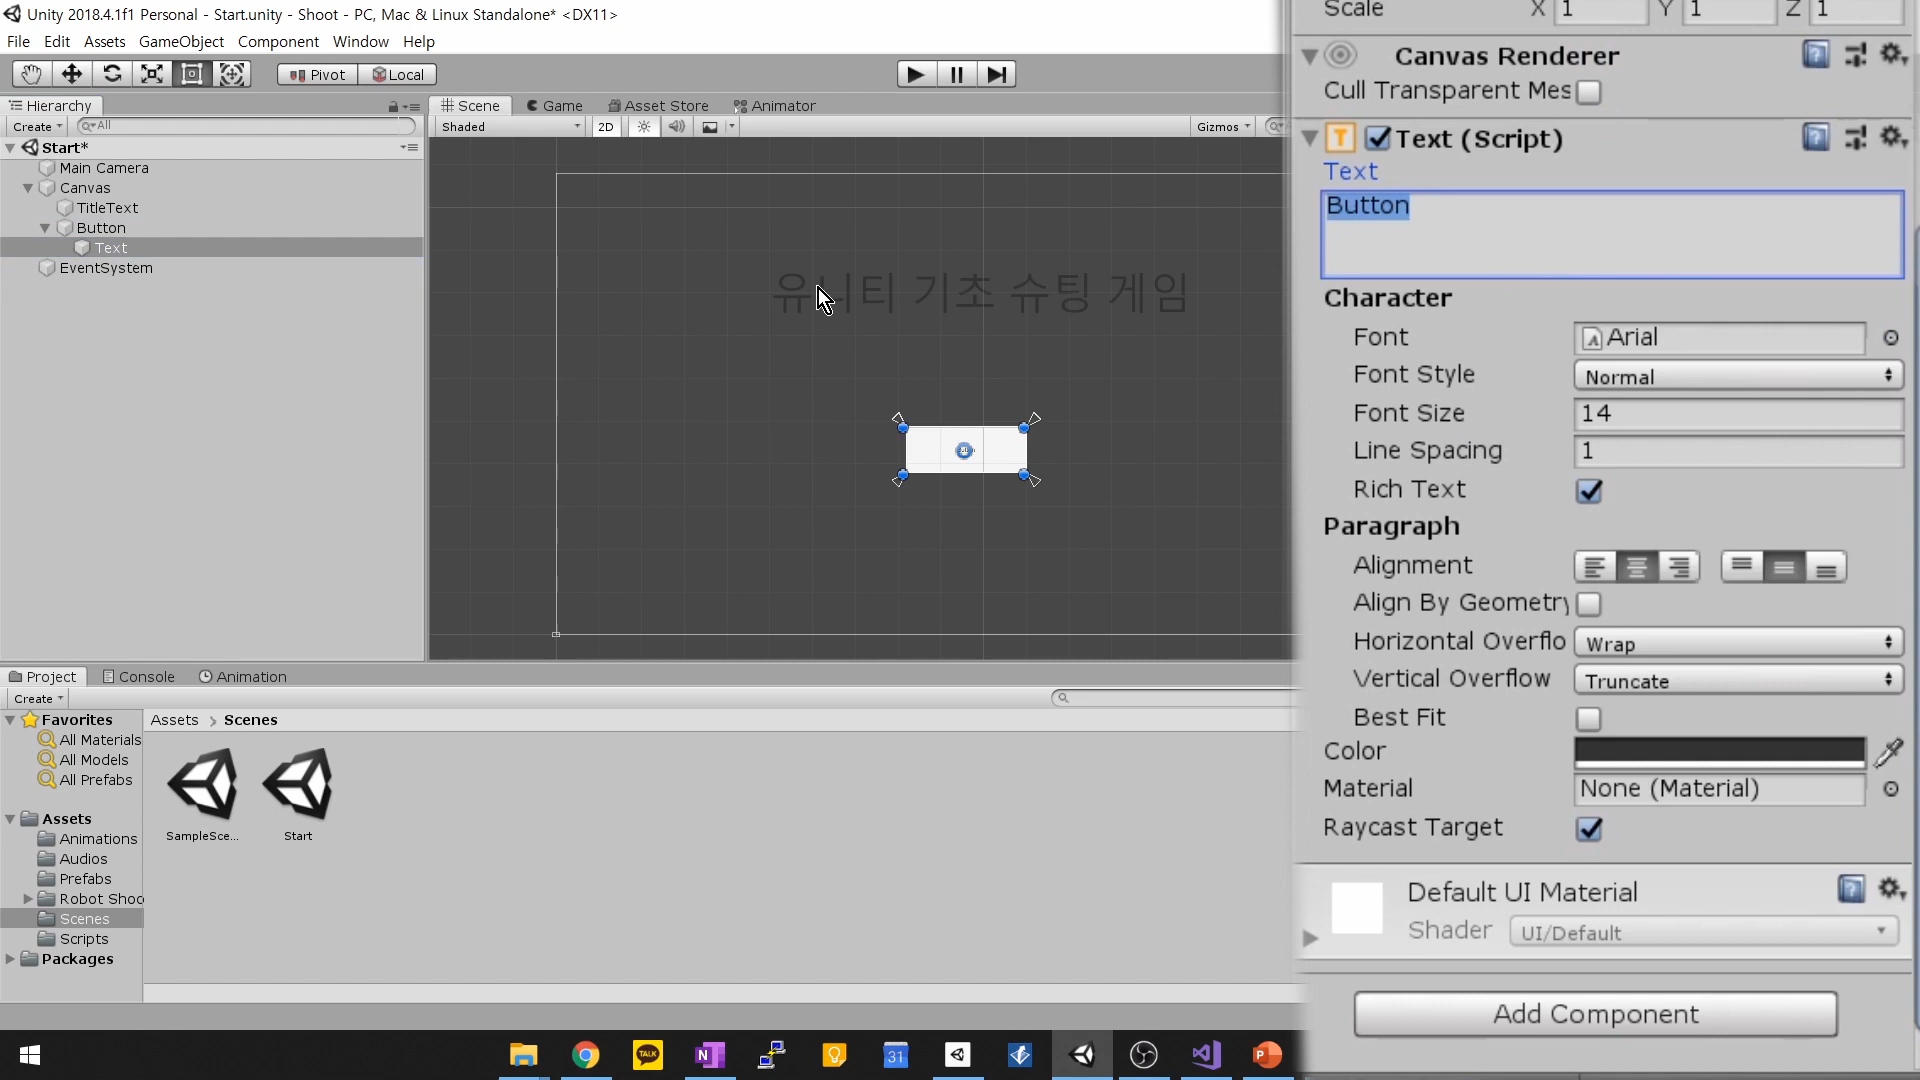 Unity 2018.4.1f1 Personal - Start.unity - Shoot - PC, Mac & Linux Standalone* <DX11>
File Edit Assets GameObject Component Window Help
Pivot Local
Hierarchy
Create All
Start*
Main Camera
Canvas
TitleText
Button
Text
EventSystem
Scene Game Asset Store Animator
Shaded 2D Gizmos
유니티 기초 슈팅 게임
Project Console Animation
Create
Favorites
All Materials
All Models
All Prefabs
Assets
Animations
Audios
Prefabs
Robot Shoo
Scenes
Scripts
Packages
Assets > Scenes
SampleSce...
Start
Scale X 1 Y 1 Z 1
Canvas Renderer
Cull Transparent Mes
Text (Script)
Text
Button
Character
Font Arial
Font Style Normal
Font Size 14
Line Spacing 1
Rich Text
Paragraph
Alignment
Align By Geometry
Horizontal Overflo Wrap
Vertical Overflow Truncate
Best Fit
Color
Material None (Material)
Raycast Target
Default UI Material
Shader UI/Default
Add Component
TALK
N
31
P